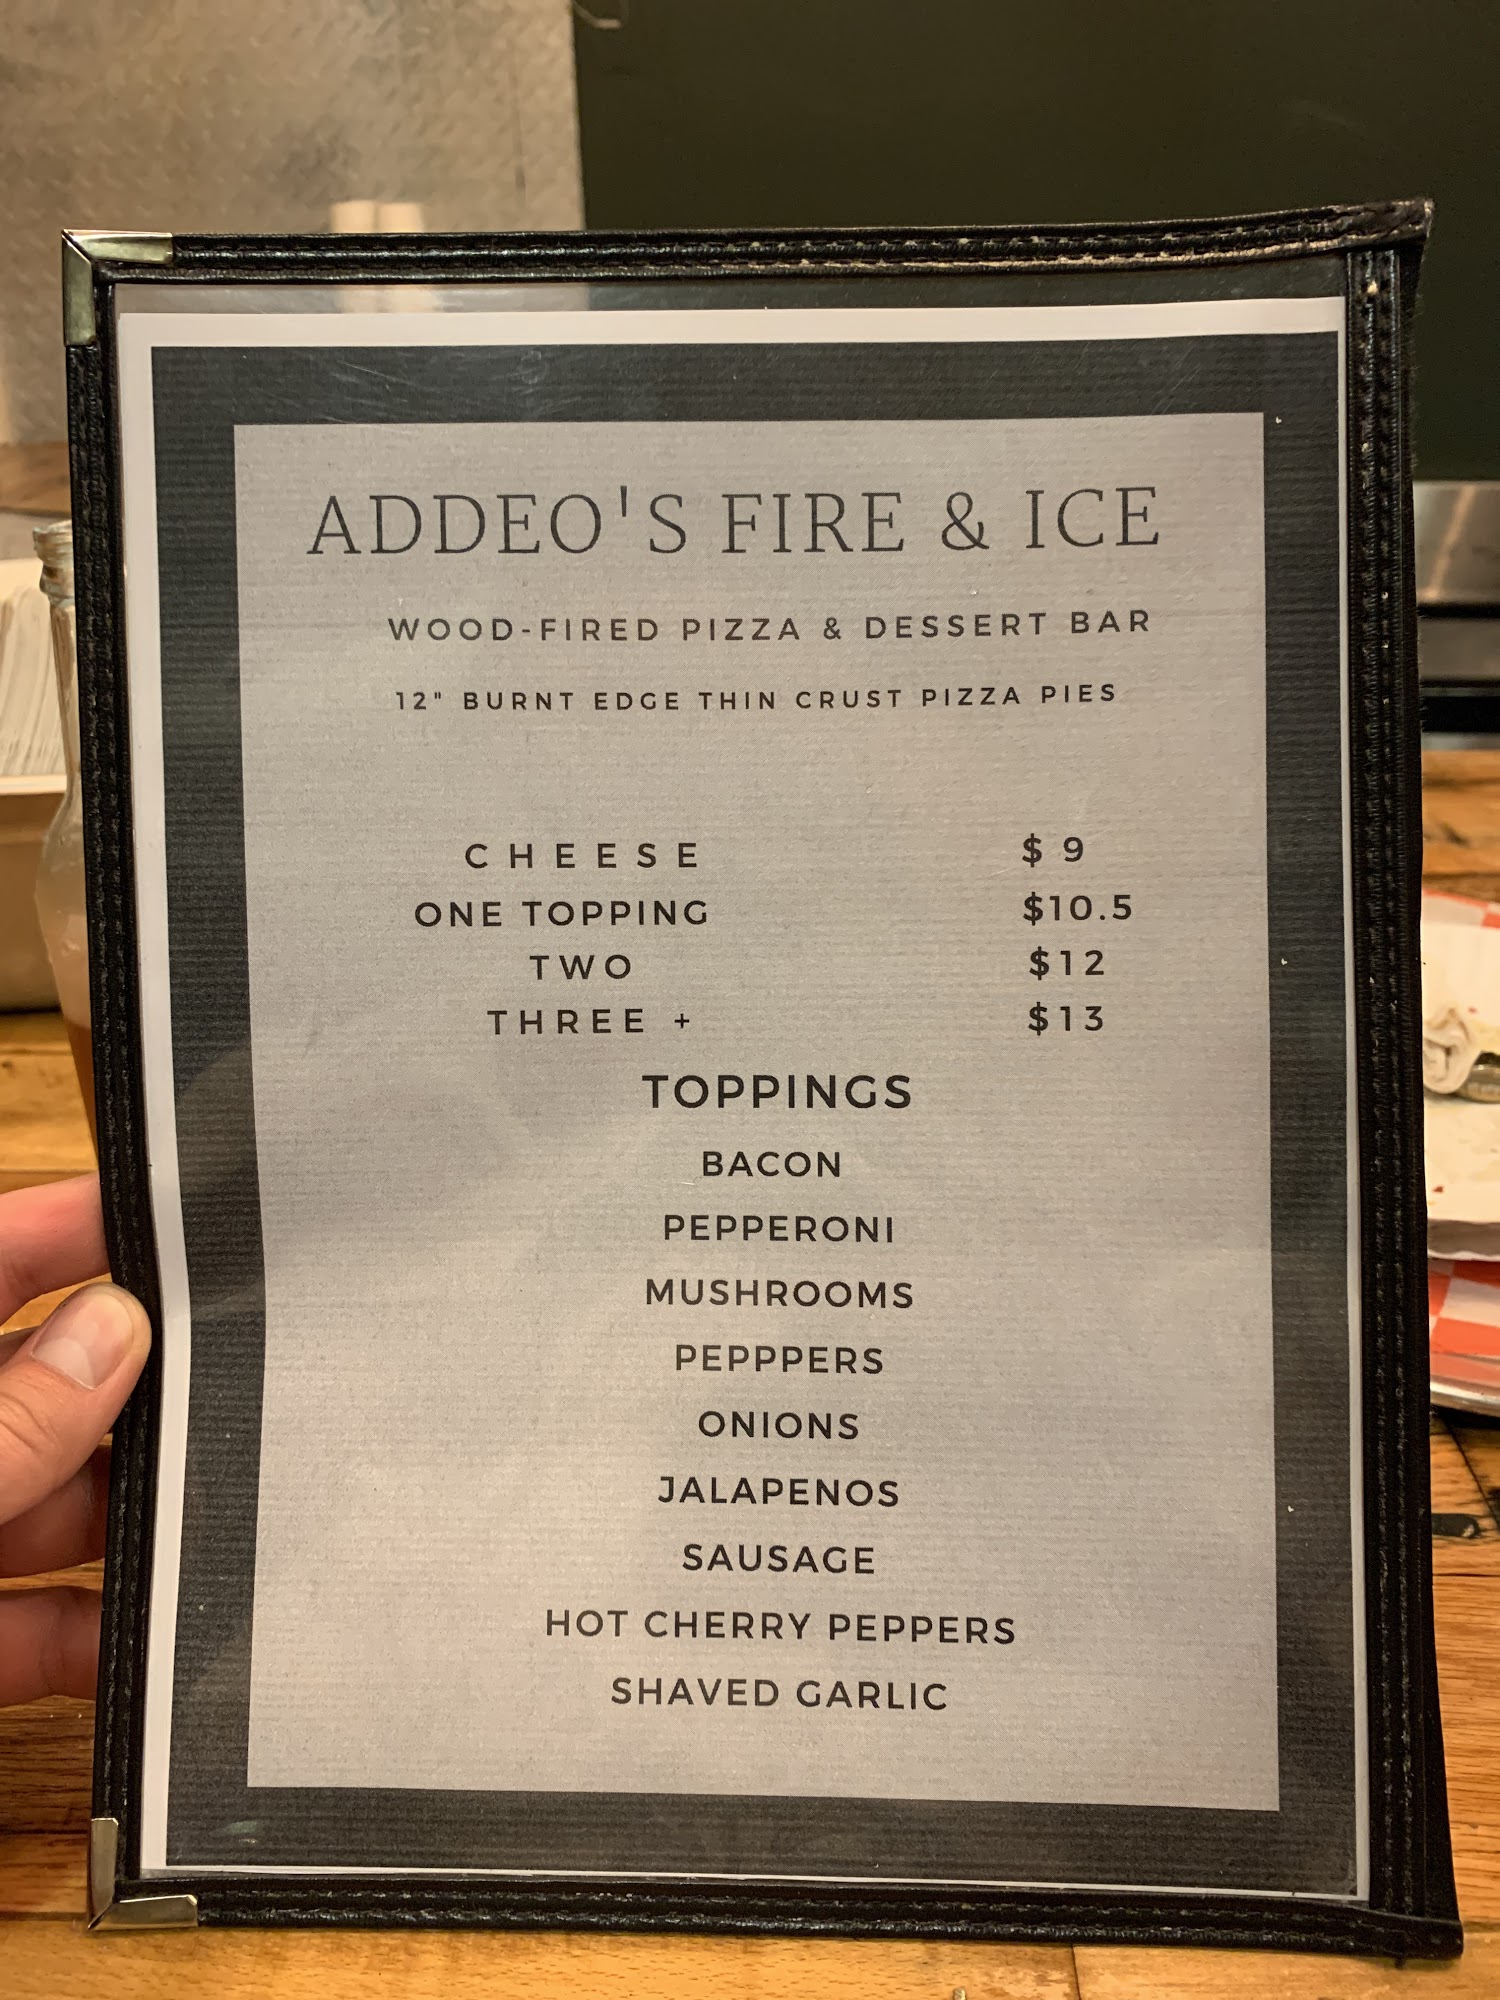 ADDEO'S FIRE & ICE
WOOD-FIRED PIZZA & DESSERT BAR
12" BURNT EDGE THIN CRUST PIZZA PIES
CHEESE $ 9
ONE TOPPING $10.5
TWO $12
THREE + $13
TOPPINGS
BACON
PEPPERONI
MUSHROOMS
PEPPPERS
ONIONS
JALAPENOS
SAUSAGE
HOT CHERRY PEPPERS
SHAVED GARLIC